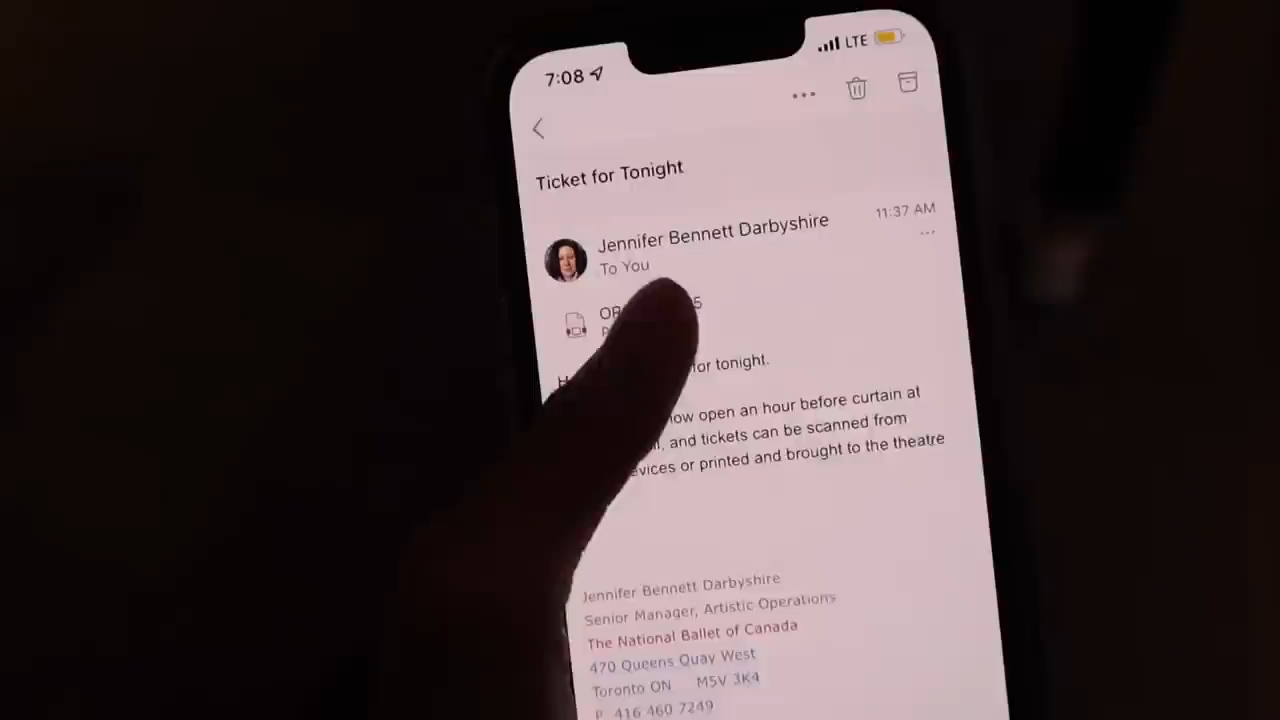 7:08 LTE
Ticket for Tonight
Jennifer Bennett Darbyshire 11:37 AM
To You
for tonight.
now open an hour before curtain at
and tickets can be scanned from
devices or printed and brought to the theatre
Jennifer Bennett Darbyshire
Senior Manager, Artistic Operations
The National Ballet of Canada
470 Queens Quay West
Toronto ON M5V 3K4
P 416 460 7249